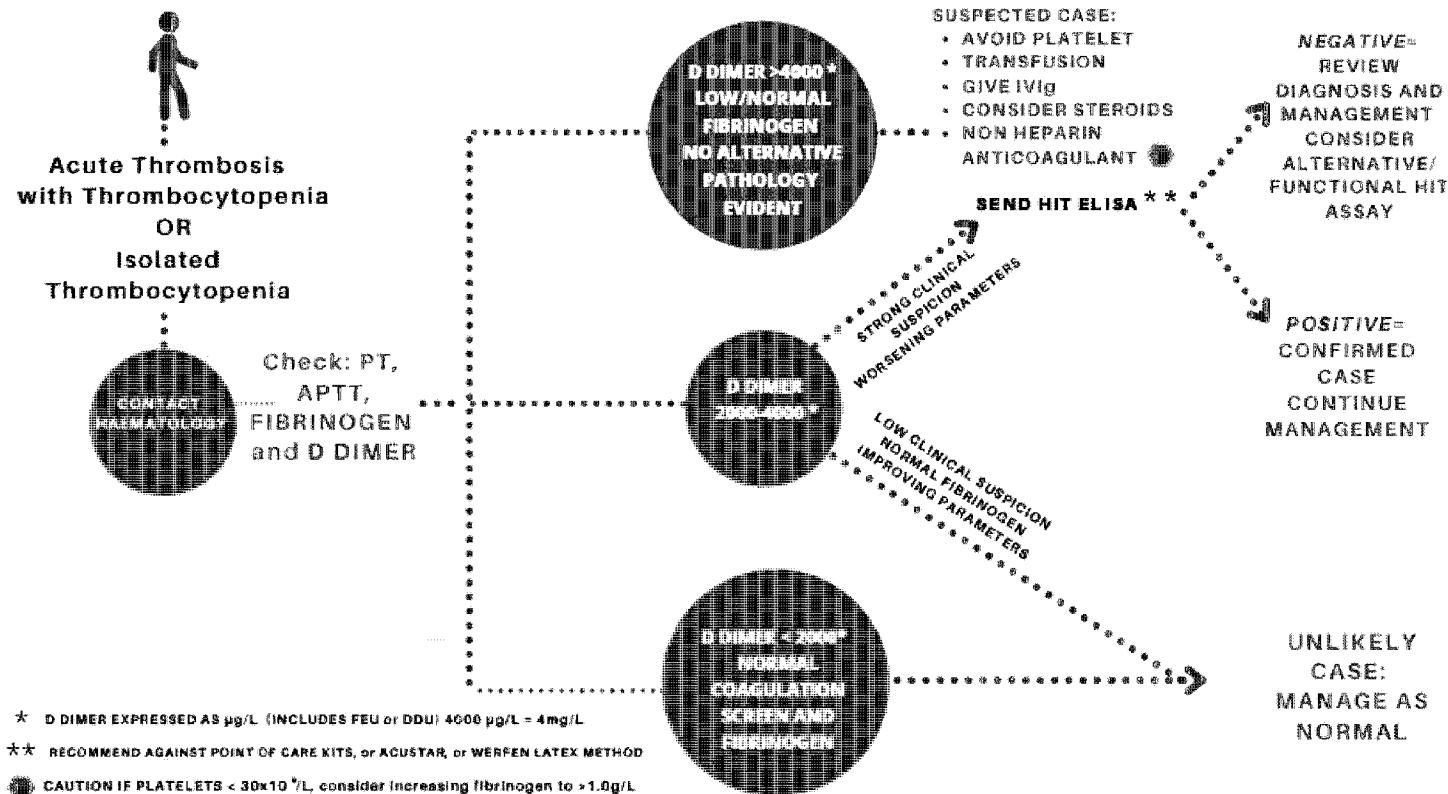 Acute Thrombosis
with Thrombocytopenia
OR
Isolated
Thrombocytopenia
CONTACT
HAEMATOLOGY
Check: PT,
APTT,
FIBRINOGEN
and D DIMER
D DIMER >4000 *
LOW/NORMAL
FIBRINOGEN
NO ALTERNATIVE
PATHOLOGY
EVIDENT
SUSPECTED CASE:
• AVOID PLATELET
• TRANSFUSION
• GIVE IVIg
• CONSIDER STEROIDS
• NON HEPARIN
ANTICOAGULANT
SEND HIT ELISA **
NEGATIVE=
REVIEW
DIAGNOSIS AND
MANAGEMENT
CONSIDER
ALTERNATIVE/
FUNCTIONAL HIT
ASSAY
POSITIVE=
CONFIRMED
CASE
CONTINUE
MANAGEMENT
D DIMER
2000-4000 *
STRONG CLINICAL
SUSPICION
WORSENING PARAMETERS
LOW CLINICAL SUSPICION
NORMAL FIBRINOGEN
IMPROVING PARAMETERS
D DIMER < 2000*
NORMAL
COAGULATION
SCREEN AND
FIBRINOGEN
UNLIKELY
CASE:
MANAGE AS
NORMAL
* D DIMER EXPRESSED AS µg/L (INCLUDES FEU or DDU) 4000 µg/L = 4mg/L
** RECOMMEND AGAINST POINT OF CARE KITS, or ACUSTAR, or WERFEN LATEX METHOD
CAUTION IF PLATELETS < 30x10 /L, consider increasing fibrinogen to >1.0g/L